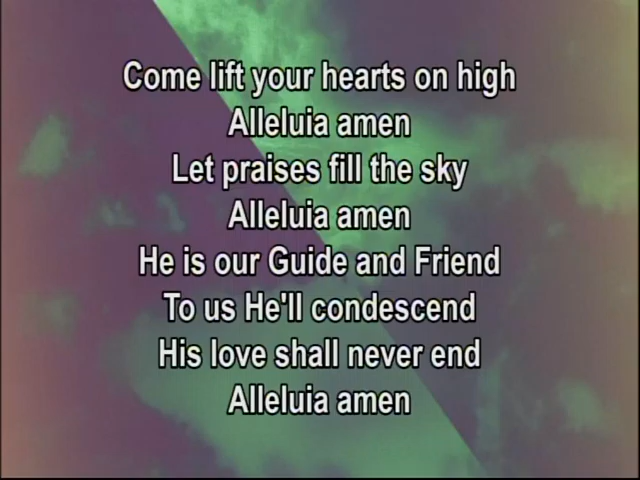 Come lift your hearts on high
Alleluia amen
Let praises fill the sky
Alleluia amen
He is our Guide and Friend
To us He'll condescend
His love shall never end
Alleluia amen